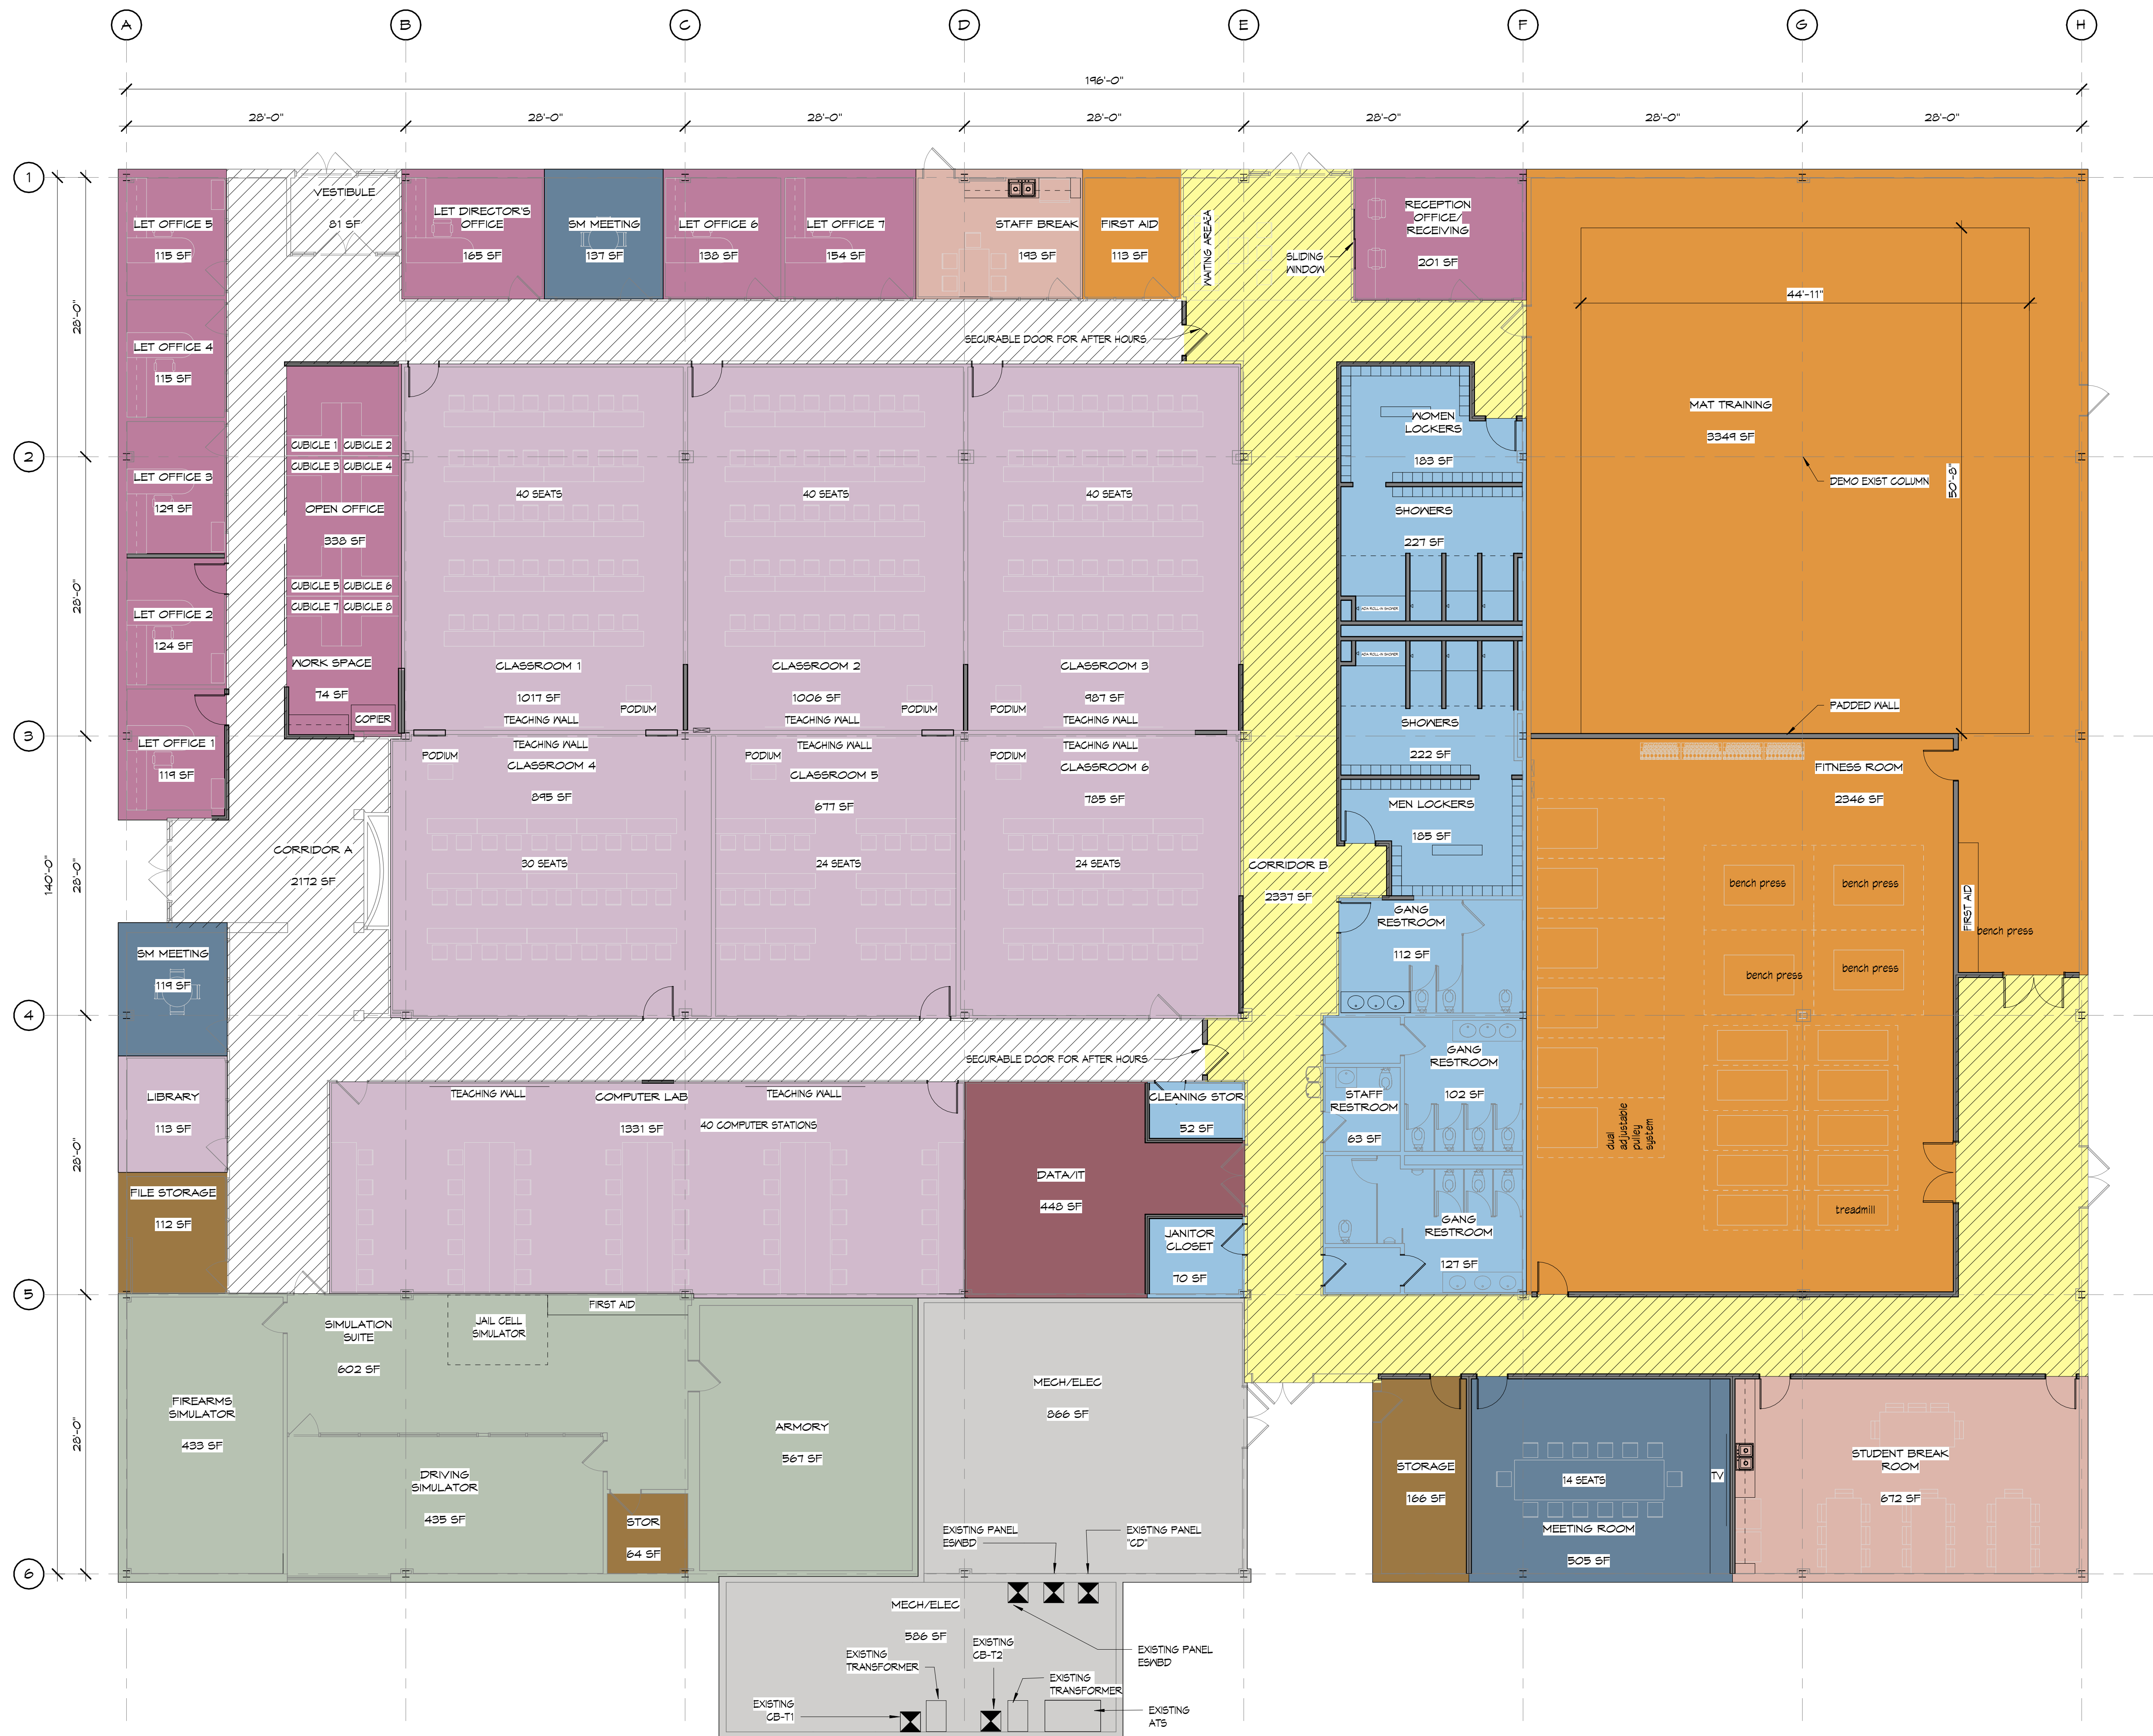 A B C D E F G H
196'-0"
28'-0" 28'-0" 28'-0" 28'-0" 28'-0" 28'-0" 28'-0"
1
2
3
4
5
6
140'-0"
28'-0"
28'-0"
28'-0"
28'-0"
28'-0"
LET OFFICE 5
115 SF
VESTIBULE
81 SF
LET DIRECTOR'S
OFFICE
165 SF
SM MEETING
137 SF
LET OFFICE 6
138 SF
LET OFFICE 7
154 SF
STAFF BREAK
193 SF
FIRST AID
113 SF
WAITING AREA
SLIDING
WINDOW
RECEPTION
OFFICE/
RECEIVING
201 SF
44'-11"
50'-8"
MAT TRAINING
3349 SF
DEMO EXIST COLUMN
PADDED WALL
SECURABLE DOOR FOR AFTER HOURS
LET OFFICE 4
115 SF
LET OFFICE 3
129 SF
LET OFFICE 2
124 SF
LET OFFICE 1
119 SF
CUBICLE 1 CUBICLE 2
CUBICLE 3 CUBICLE 4
OPEN OFFICE
338 SF
CUBICLE 5 CUBICLE 6
CUBICLE 7 CUBICLE 8
WORK SPACE
74 SF
COPIER
40 SEATS
CLASSROOM 1
1017 SF
PODIUM
TEACHING WALL
40 SEATS
CLASSROOM 2
1006 SF
PODIUM
TEACHING WALL
40 SEATS
CLASSROOM 3
987 SF
PODIUM
TEACHING WALL
WOMEN
LOCKERS
183 SF
SHOWERS
227 SF
ADA ROLL-IN SHOWER
ADA ROLL-IN SHOWER
SHOWERS
222 SF
MEN LOCKERS
185 SF
TEACHING WALL
PODIUM
CLASSROOM 4
895 SF
30 SEATS
TEACHING WALL
PODIUM
CLASSROOM 5
677 SF
24 SEATS
TEACHING WALL
PODIUM
CLASSROOM 6
785 SF
24 SEATS
CORRIDOR A
2172 SF
CORRIDOR B
2337 SF
FITNESS ROOM
2346 SF
bench press
bench press
bench press
bench press
bench press
FIRST AID
dual
adjustable
pulley
system
treadmill
GANG
RESTROOM
112 SF
GANG
RESTROOM
102 SF
STAFF
RESTROOM
63 SF
GANG
RESTROOM
127 SF
SM MEETING
119 SF
LIBRARY
113 SF
FILE STORAGE
112 SF
SECURABLE DOOR FOR AFTER HOURS
TEACHING WALL
COMPUTER LAB
TEACHING WALL
1331 SF
40 COMPUTER STATIONS
CLEANING STOR
52 SF
DATA/IT
448 SF
JANITOR
CLOSET
70 SF
FIRST AID
SIMULATION
SUITE
602 SF
JAIL CELL
SIMULATOR
FIREARMS
SIMULATOR
433 SF
DRIVING
SIMULATOR
435 SF
STOR
64 SF
ARMORY
567 SF
MECH/ELEC
866 SF
EXISTING PANEL
ESWBD
EXISTING PANEL
"CD"
STORAGE
166 SF
14 SEATS
MEETING ROOM
505 SF
TV
STUDENT BREAK
ROOM
672 SF
MECH/ELEC
586 SF
EXISTING
TRANSFORMER
EXISTING
CB-T2
EXISTING PANEL
ESWBD
EXISTING
TRANSFORMER
EXISTING
CB-T1
EXISTING
ATS